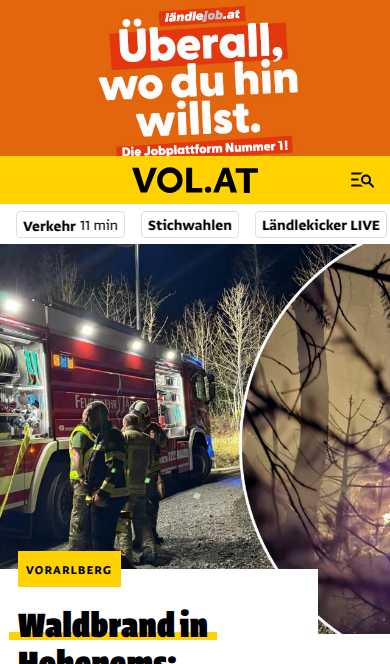 ländlejob.at
Überall,
wo du hin
willst.
Die Jobplattform Nummer 1!
VOL.AT
Verkehr 11 min
Stichwahlen
Ländlekicker LIVE
VORARLBERG
Waldbrand in
Hohenems: